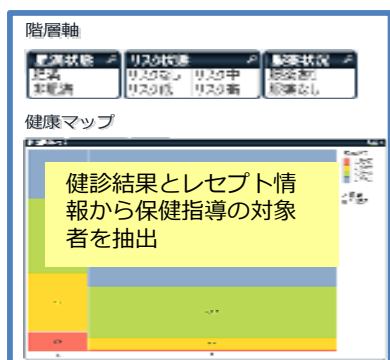 階層軸
肥満状態 リスク状態 服薬状況
肥満 リスクなし リスク中 服薬あり
非肥満 リスク低 リスク高 服薬なし
健康マップ
健診結果とレセプト情
報から保健指導の対象
者を抽出